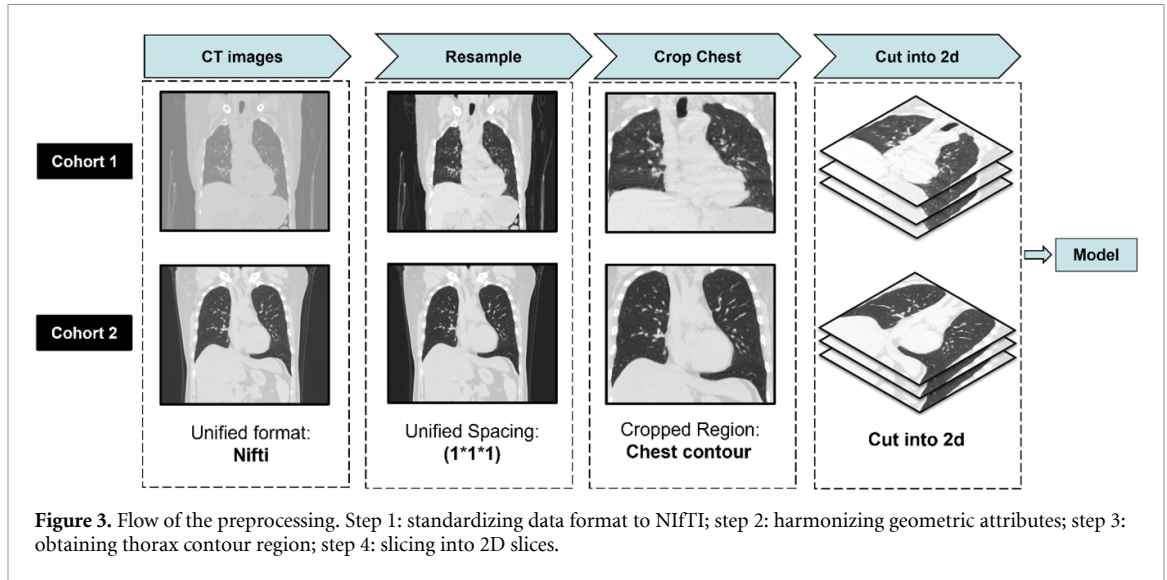 CT images
Resample
Crop Chest
Cut into 2d
Cohort 1
Cohort 2
Model
Unified format:
Nifti
Unified Spacing:
(1*1*1)
Cropped Region:
Chest contour
Cut into 2d
Figure 3. Flow of the preprocessing. Step 1: standardizing data format to NIfTI; step 2: harmonizing geometric attributes; step 3:
obtaining thorax contour region; step 4: slicing into 2D slices.